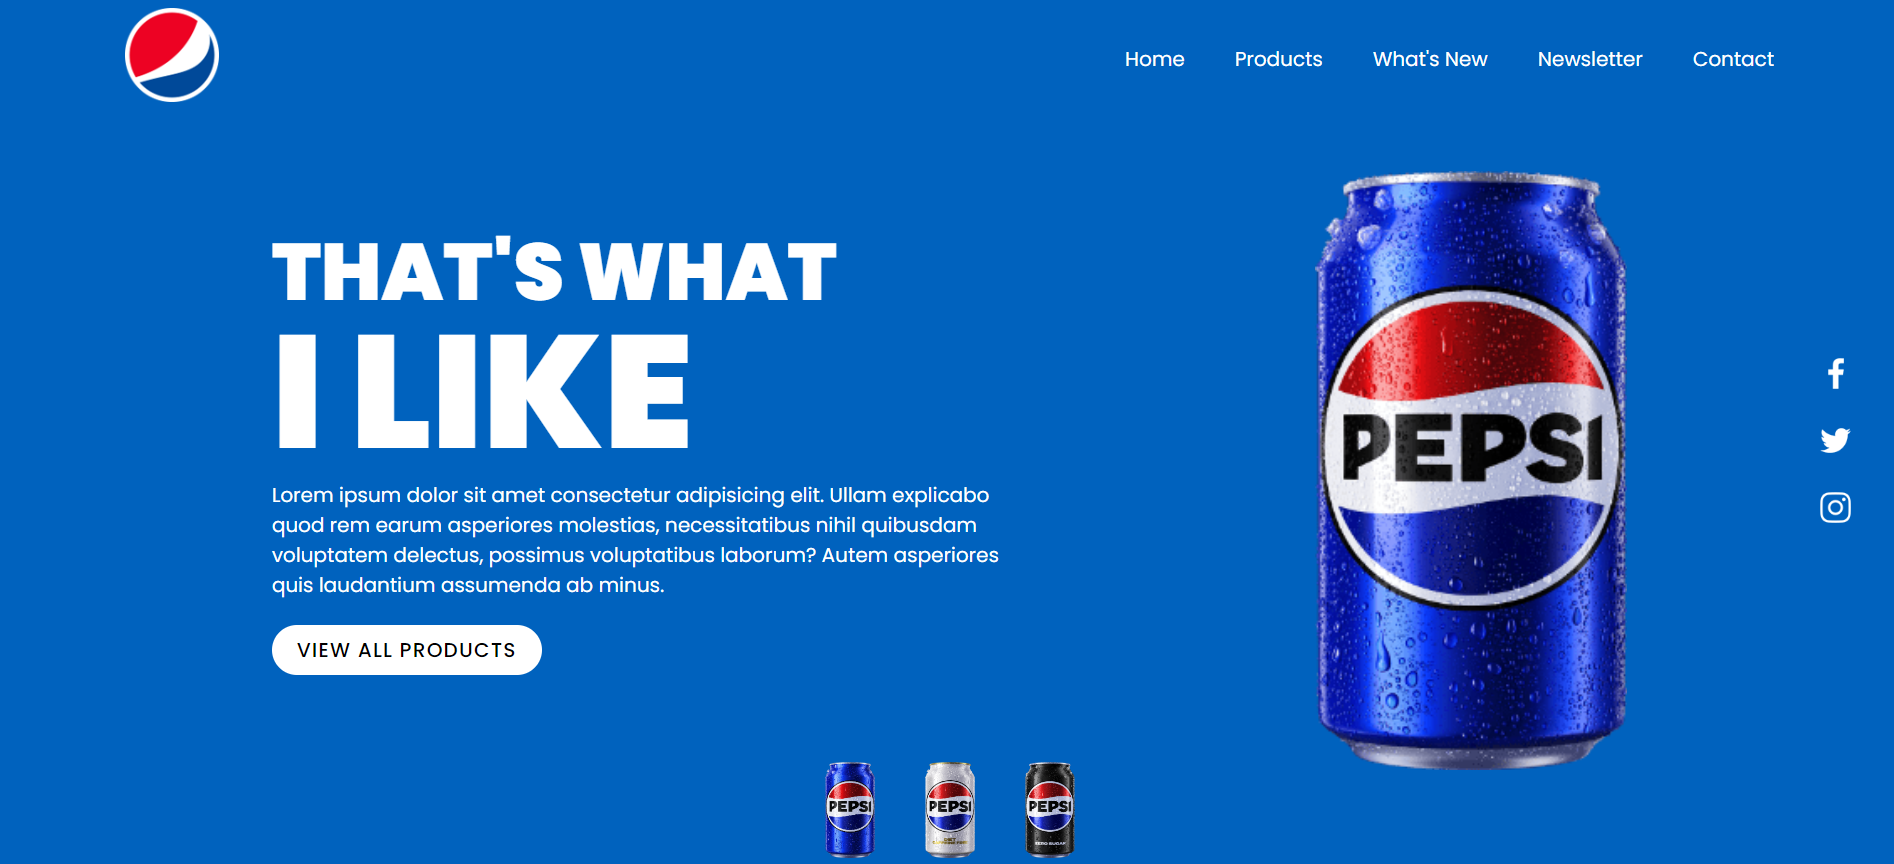 Home Products What's New Newsletter Contact
THAT'S WHAT
I LIKE
Lorem ipsum dolor sit amet consectetur adipisicing elit. Ullam explicabo
quod rem earum asperiores molestias, necessitatibus nihil quibusdam
voluptatem delectus, possimus voluptatibus laborum? Autem asperiores
quis laudantium assumenda ab minus.
VIEW ALL PRODUCTS
PEPSI
PEPSI
PEPSI
PEPSI
ZERO SUGAR